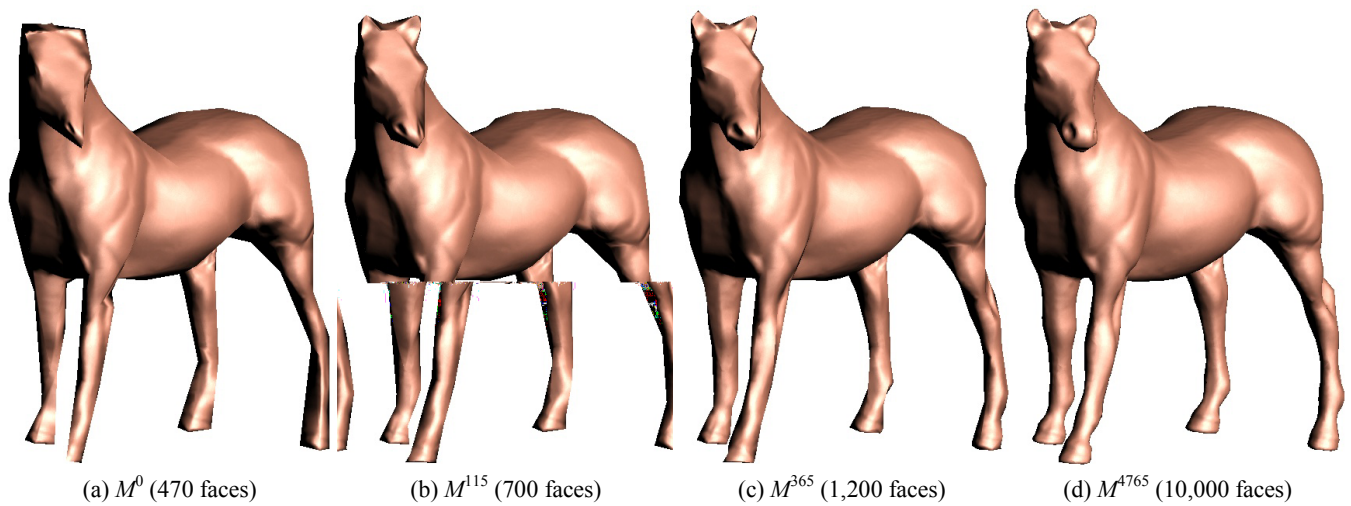 (a) M⁰ (470 faces) (b) M¹¹⁵ (700 faces) (c) M³⁶⁵ (1,200 faces) (d) M⁴⁷⁶⁵ (10,000 faces)